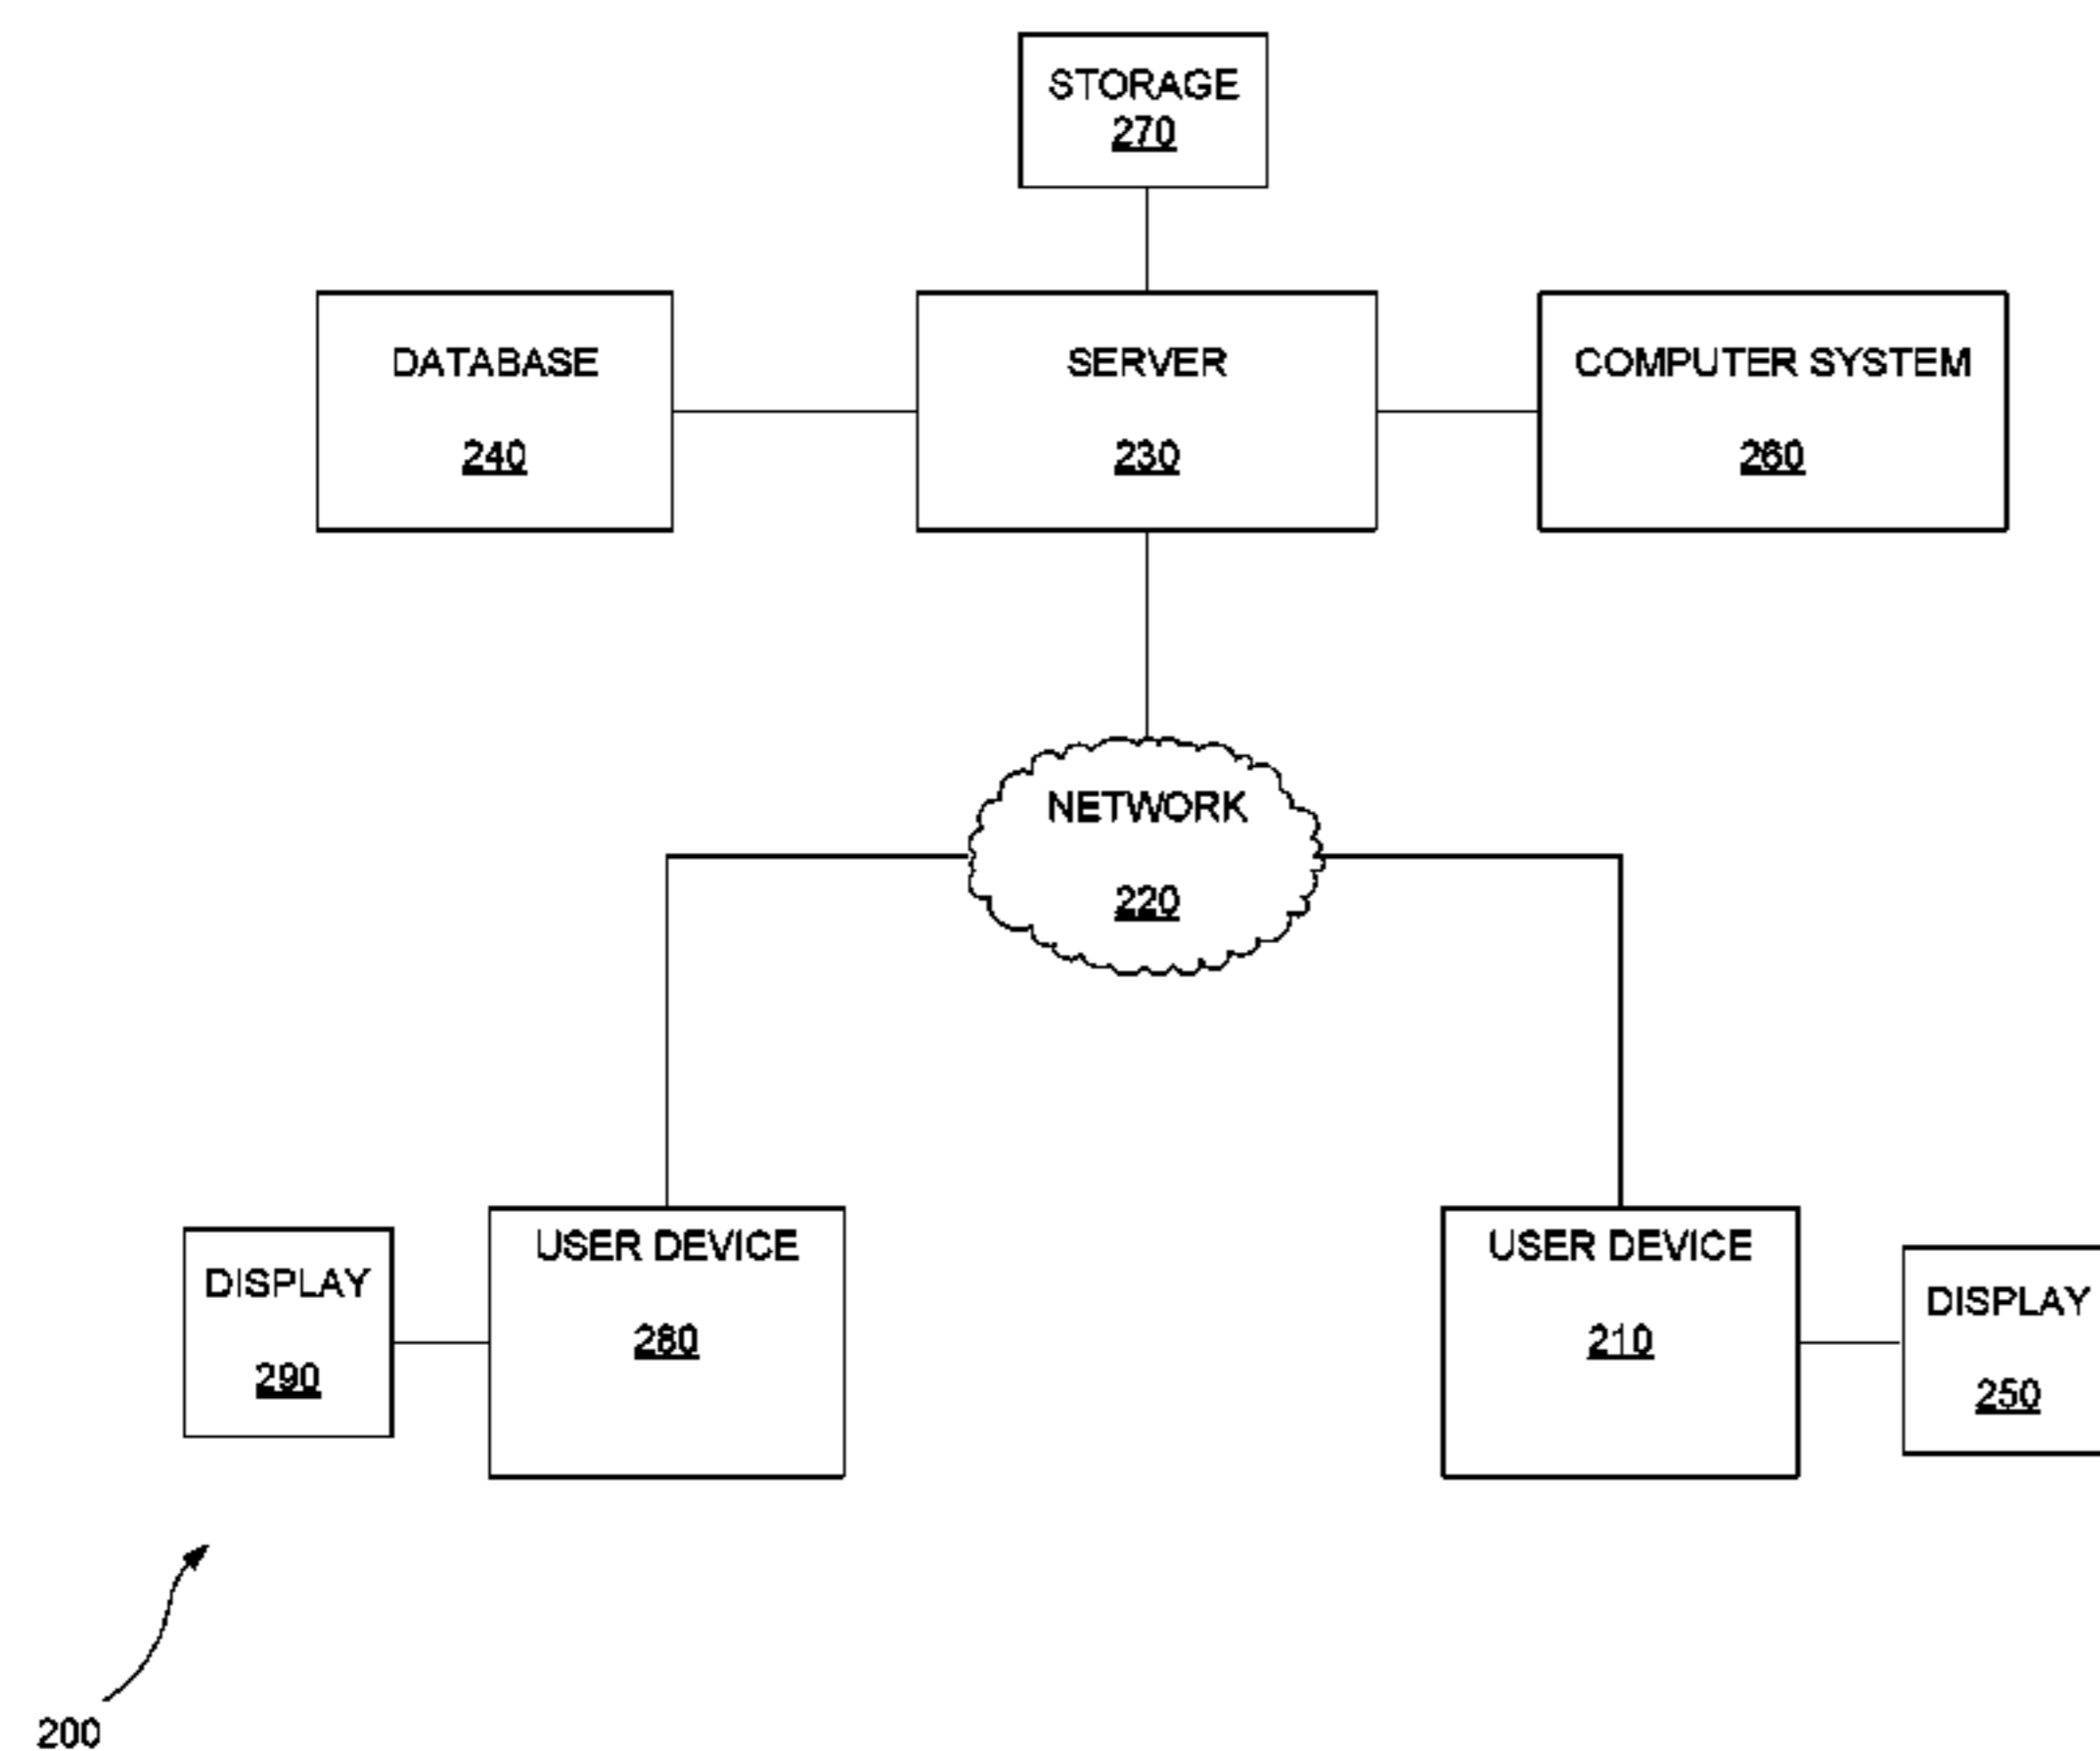 STORAGE
270
DATABASE
240
SERVER
230
COMPUTER SYSTEM
260
NETWORK
220
DISPLAY
290
USER DEVICE
280
USER DEVICE
210
DISPLAY
250
200